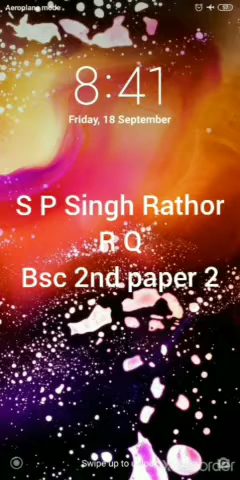 Aeroplane mode
8:41
Friday, 18 September
S P Singh Rathor
R Q
Bsc 2nd paper 2
Swipe up to